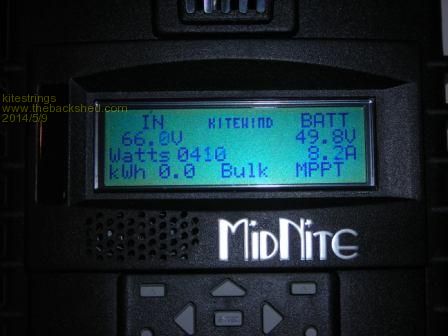 kitestrings
www.thebackshed.com
2014/5/9
IN KITEWIND BATT
66.0V 49.8V
Watts 0410 8.2A
kWh 0.0 Bulk MPPT
MIDNITE